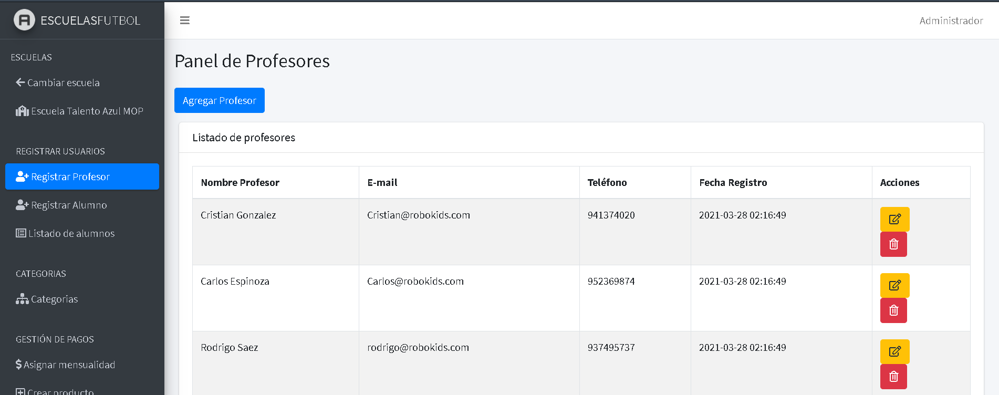 ESCUELASFUTBOL
Administrador
ESCUELAS
Cambiar escuela
Escuela Talento Azul MOP
REGISTRAR USUARIOS
Registrar Profesor
Registrar Alumno
Listado de alumnos
CATEGORIAS
Categorias
GESTIÓN DE PAGOS
Asignar mensualidad
Crear producto
Panel de Profesores
Agregar Profesor
Listado de profesores
Nombre Profesor E-mail Teléfono Fecha Registro Acciones
Cristian Gonzalez Cristian@robokids.com 941374020 2021-03-28 02:16:49
Carlos Espinoza Carlos@robokids.com 952369874 2021-03-28 02:16:49
Rodrigo Saez rodrigo@robokids.com 937495737 2021-03-28 02:16:49